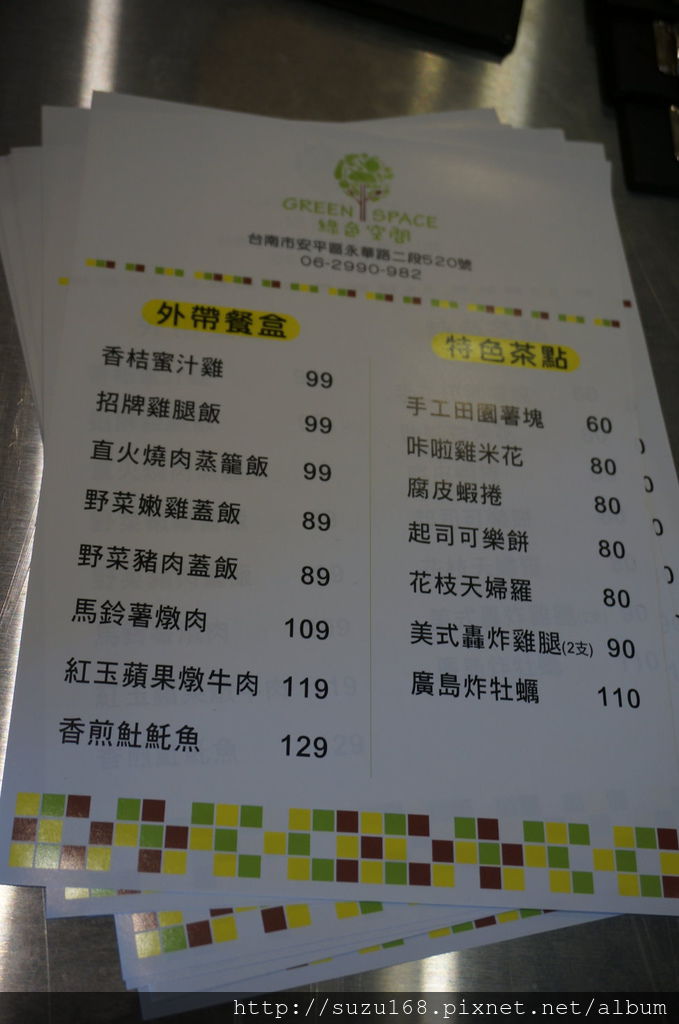 GREEN SPACE
綠色空間
台南市安平區永華路二段520號
06-2990-982
外帶餐盒
香桔蜜汁雞 99
招牌雞腿飯 99
直火燒肉蒸籠飯 99
野菜嫩雞蓋飯 89
野菜豬肉蓋飯 89
馬鈴薯燉肉 109
紅玉蘋果燉牛肉 119
香煎魠魠魚 129
特色茶點
手工田園薯塊 60
咔啦雞米花 80
腐皮蝦捲 80
起司可樂餅 80
花枝天婦羅 80
美式轟炸雞腿(2支) 90
廣島炸牡蠣 110
http://suzu168.pixnet.net/album